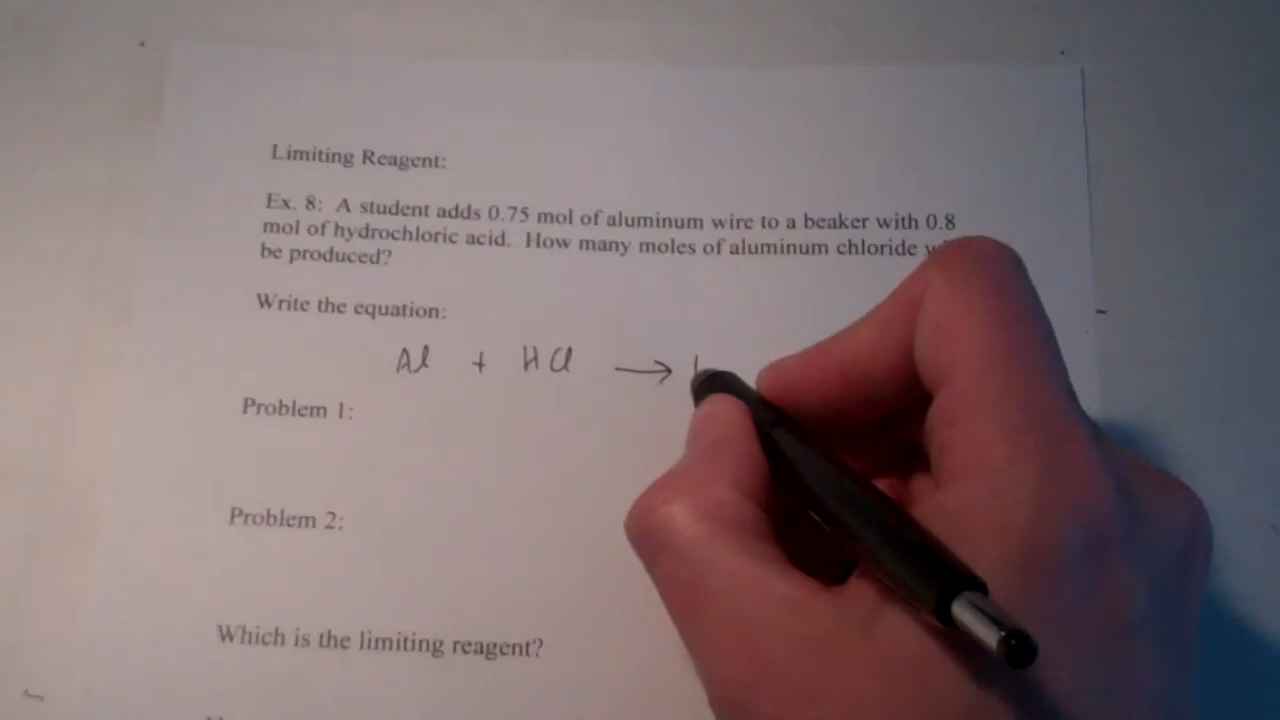 Limiting Reagent:
Ex. 8: A student adds 0.75 mol of aluminum wire to a beaker with 0.8
mol of hydrochloric acid. How many moles of aluminum chloride
be produced?
Write the equation:
Al + HCl →
Problem 1:
Problem 2:
Which is the limiting reagent?